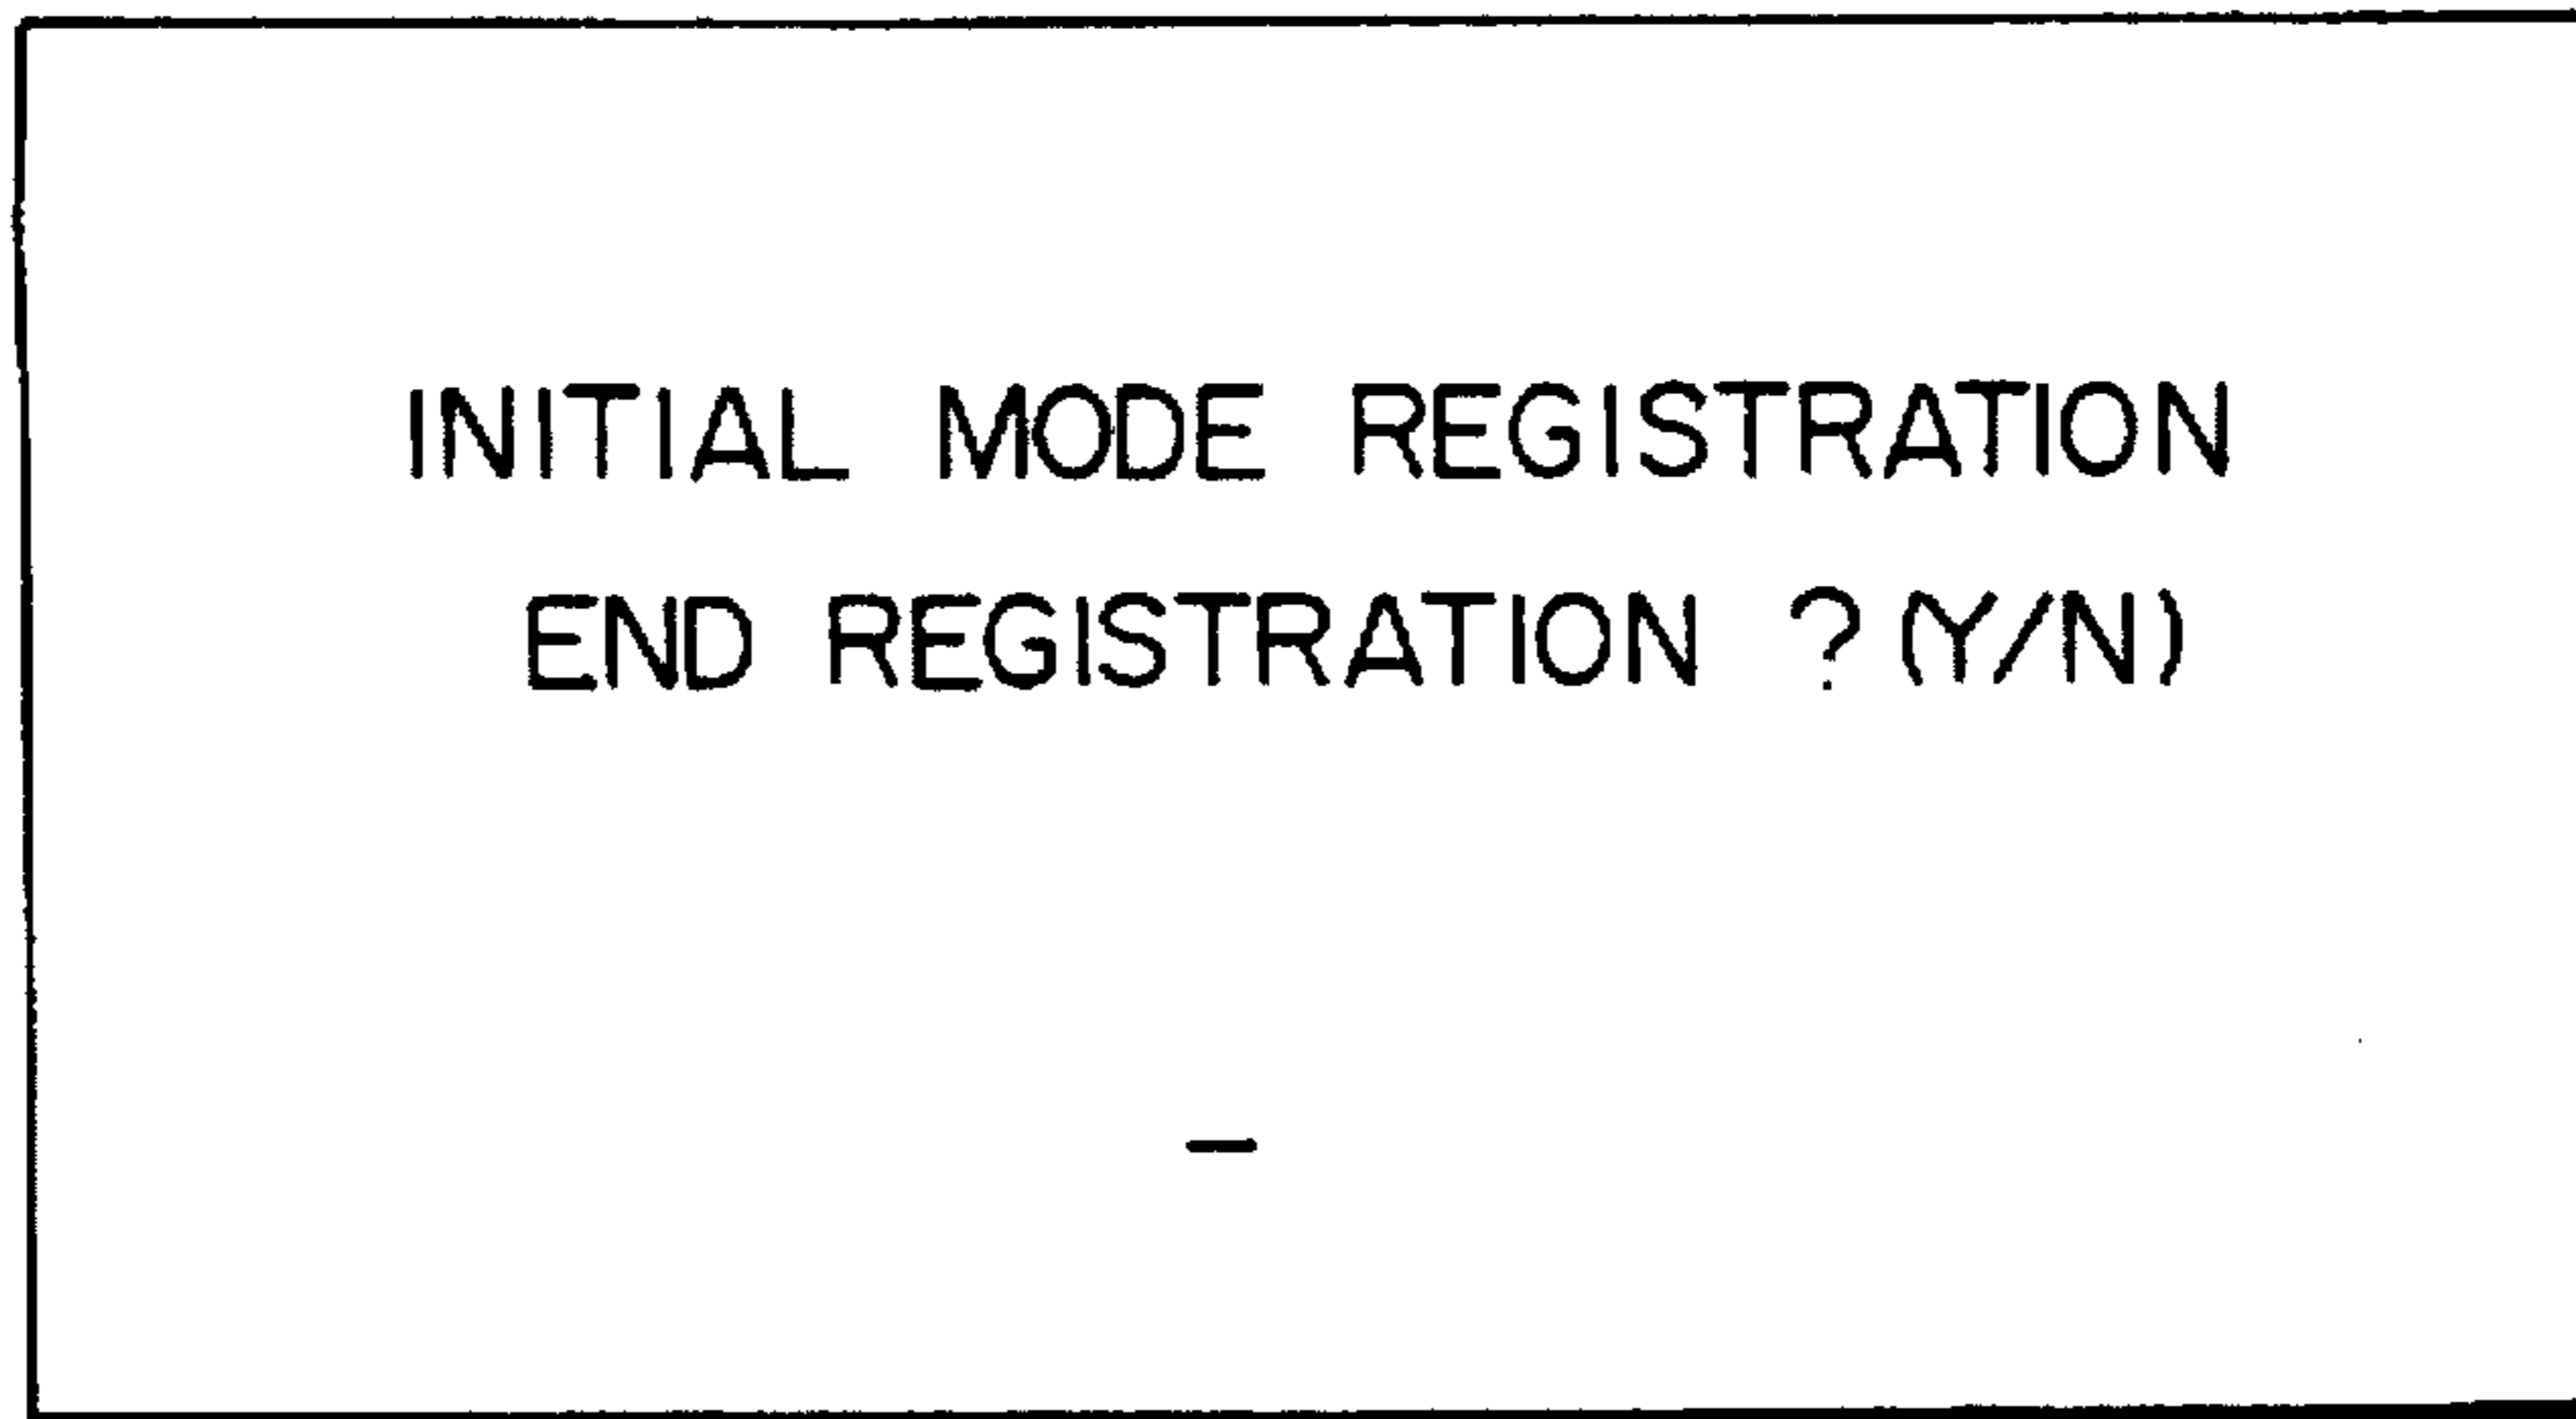 INITIAL MODE REGISTRATION
END REGISTRATION ? (Y/N)
_